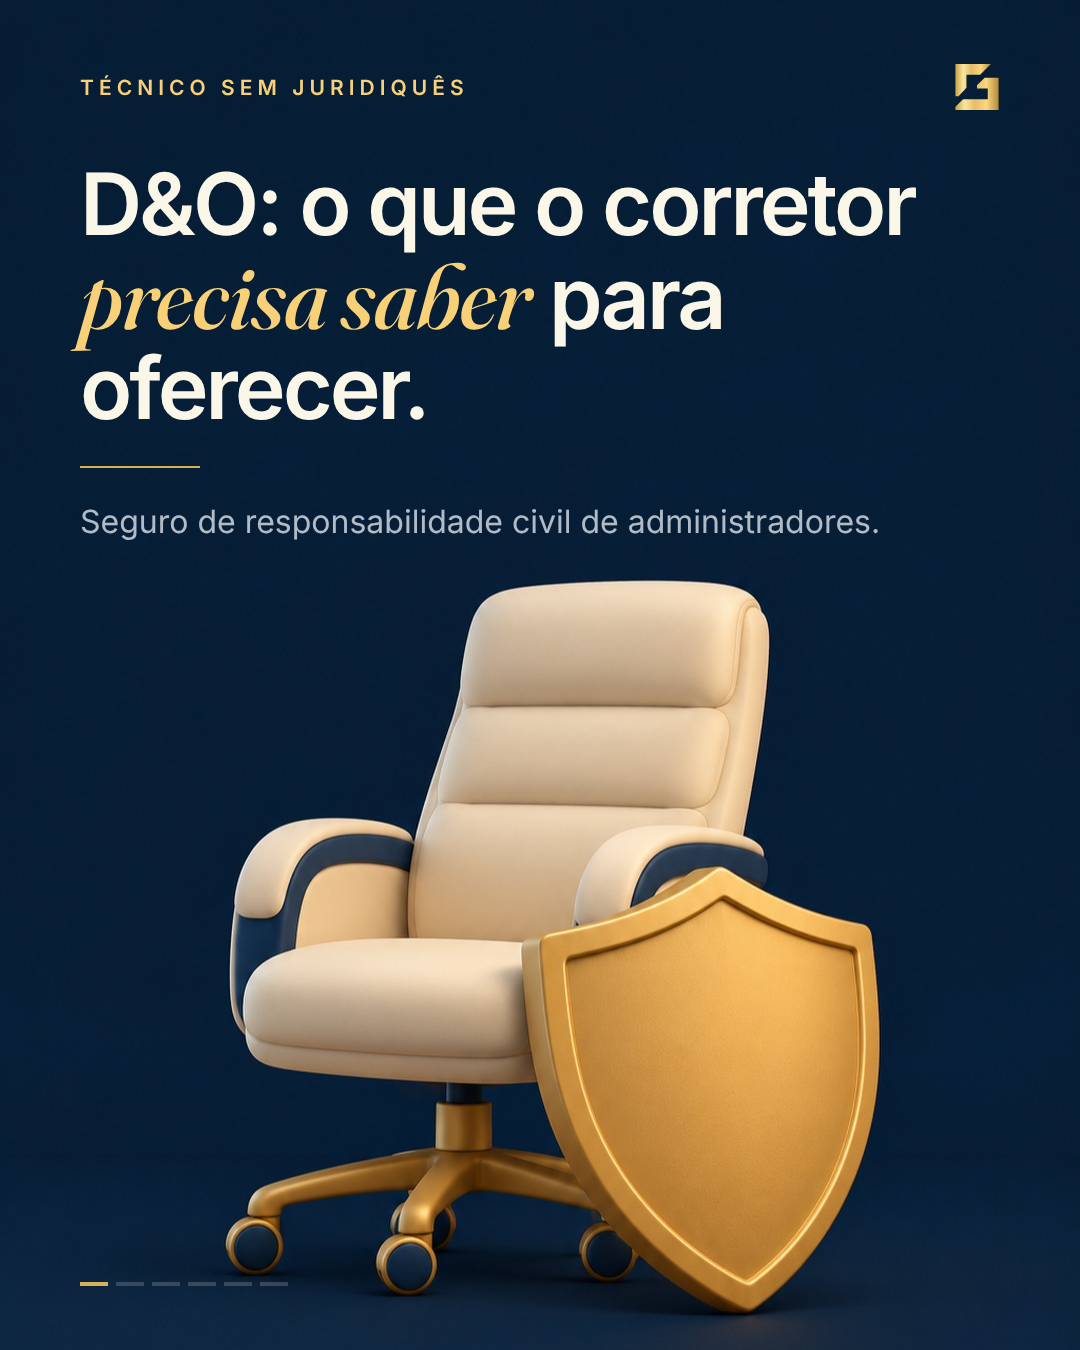 TÉCNICO SEM JURIDIQUÊS
D&O: o que o corretor
precisa saber para
oferecer.
Seguro de responsabilidade civil de administradores.